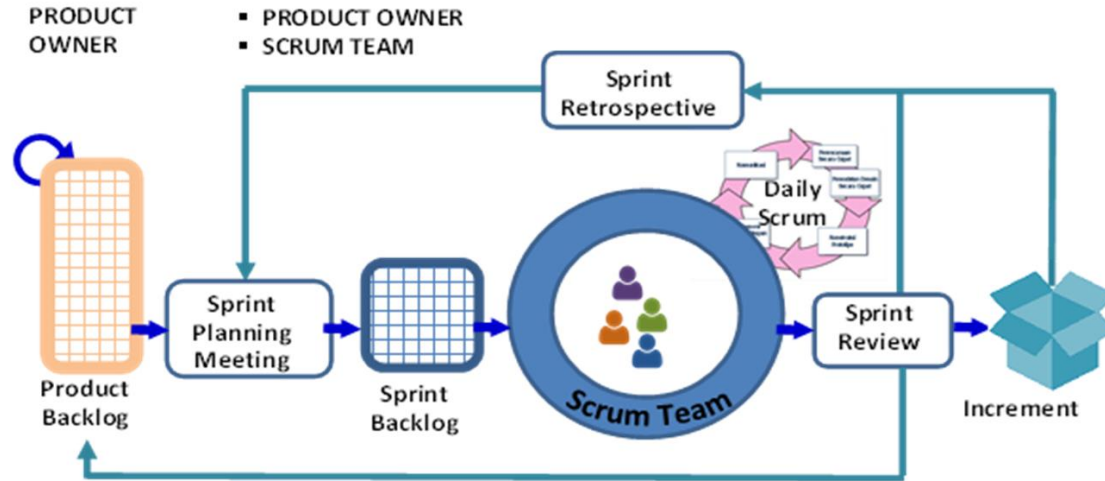 PRODUCT
OWNER
▪ PRODUCT OWNER
▪ SCRUM TEAM
Sprint
Retrospective
Daily
Scrum
Sprint
Planning
Meeting
Sprint
Review
Product
Backlog
Sprint
Backlog
Scrum Team
Increment